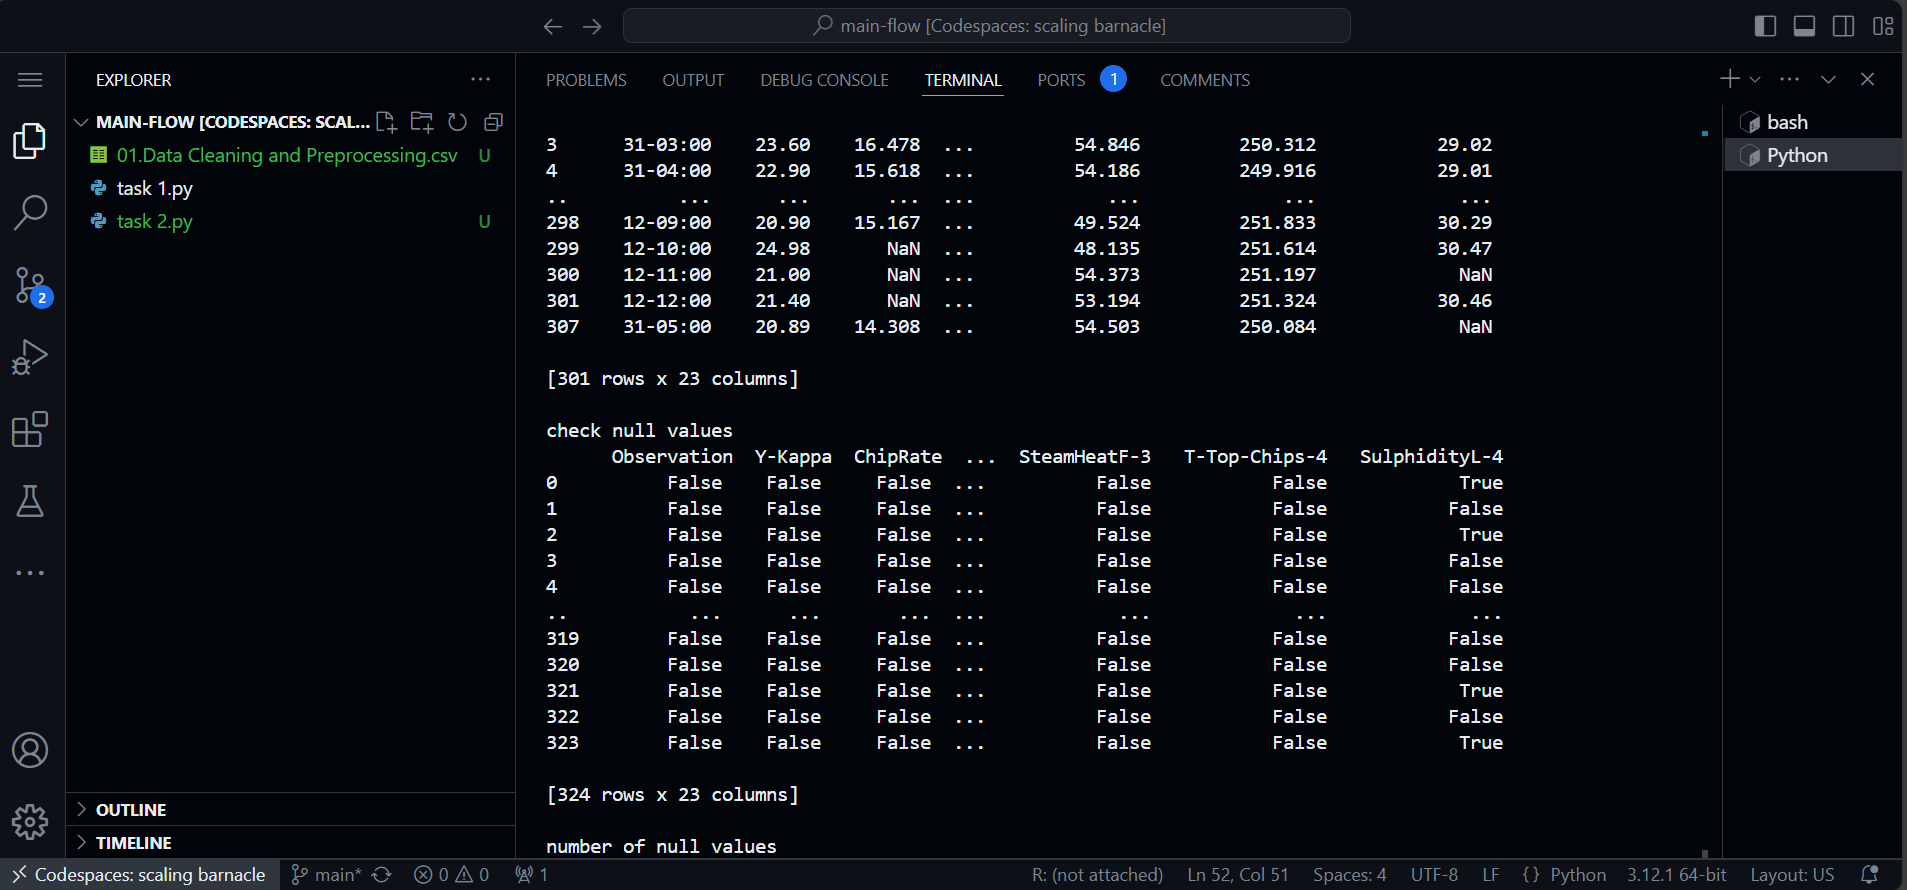 main-flow [Codespaces: scaling barnacle]
EXPLORER
MAIN-FLOW [CODESPACES: SCAL...
01.Data Cleaning and Preprocessing.csv U
task 1.py
task 2.py U
2
OUTLINE
TIMELINE
PROBLEMS OUTPUT DEBUG CONSOLE TERMINAL PORTS 1 COMMENTS
3 31-03:00 23.60 16.478 ... 54.846 250.312 29.02
4 31-04:00 22.90 15.618 ... 54.186 249.916 29.01
.. ... ... ... ... ... ... ...
298 12-09:00 20.90 15.167 ... 49.524 251.833 30.29
299 12-10:00 24.98 NaN ... 48.135 251.614 30.47
300 12-11:00 21.00 NaN ... 54.373 251.197 NaN
301 12-12:00 21.40 NaN ... 53.194 251.324 30.46
307 31-05:00 20.89 14.308 ... 54.503 250.084 NaN
[301 rows x 23 columns]
check null values
Observation Y-Kappa ChipRate ... SteamHeatF-3 T-Top-Chips-4 SulphidityL-4
0 False False False ... False False True
1 False False False ... False False False
2 False False False ... False False True
3 False False False ... False False False
4 False False False ... False False False
.. ... ... ... ... ... ... ...
319 False False False ... False False False
320 False False False ... False False False
321 False False False ... False False True
322 False False False ... False False False
323 False False False ... False False True
[324 rows x 23 columns]
number of null values
bash
Python
Codespaces: scaling barnacle main* 0 0 1 R: (not attached) Ln 52, Col 51 Spaces: 4 UTF-8 LF {} Python 3.12.1 64-bit Layout: US